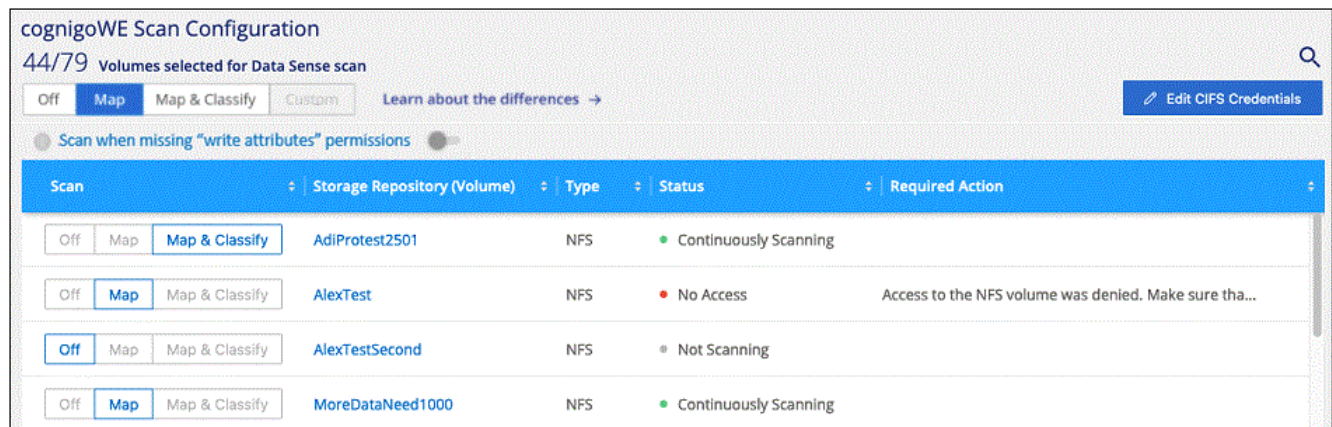 cognigoWE Scan Configuration
44/79 Volumes selected for Data Sense scan
Off Map Map & Classify Custom Learn about the differences → Edit CIFS Credentials
Scan when missing “write attributes” permissions
Scan Storage Repository (Volume) Type Status Required Action
Off Map Map & Classify AdiProtest2501 NFS Continuously Scanning
Off Map Map & Classify AlexTest NFS No Access Access to the NFS volume was denied. Make sure tha...
Off Map Map & Classify AlexTestSecond NFS Not Scanning
Off Map Map & Classify MoreDataNeed1000 NFS Continuously Scanning